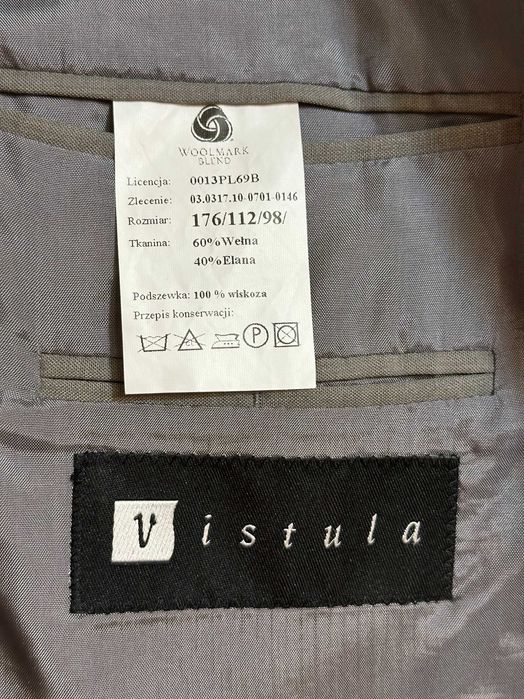 WOOLMARK
BLEND
Licencja: 0013PL69B
Zlecenie: 03.0317.10-0701-0146
Rozmiar: 176/112/98/
Tkanina: 60%Wełna
40%Elana
Podszewka: 100 % wiskoza
Przepis konserwacji:
P
Vistula